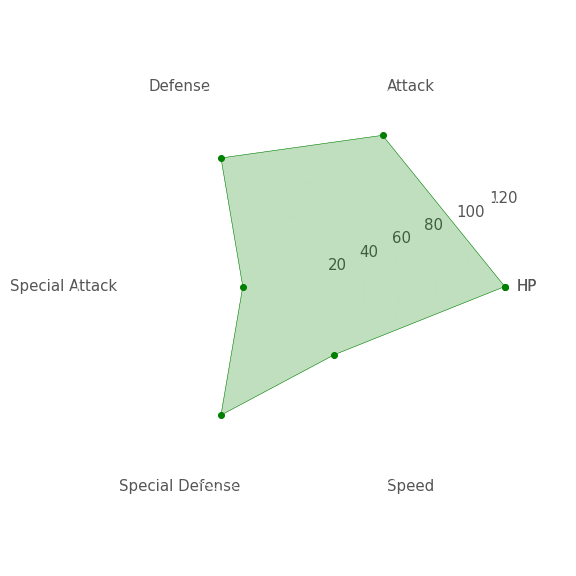 Defense
Attack
120
100
80
60
40
20
Special Attack
HP
Special Defense
Speed